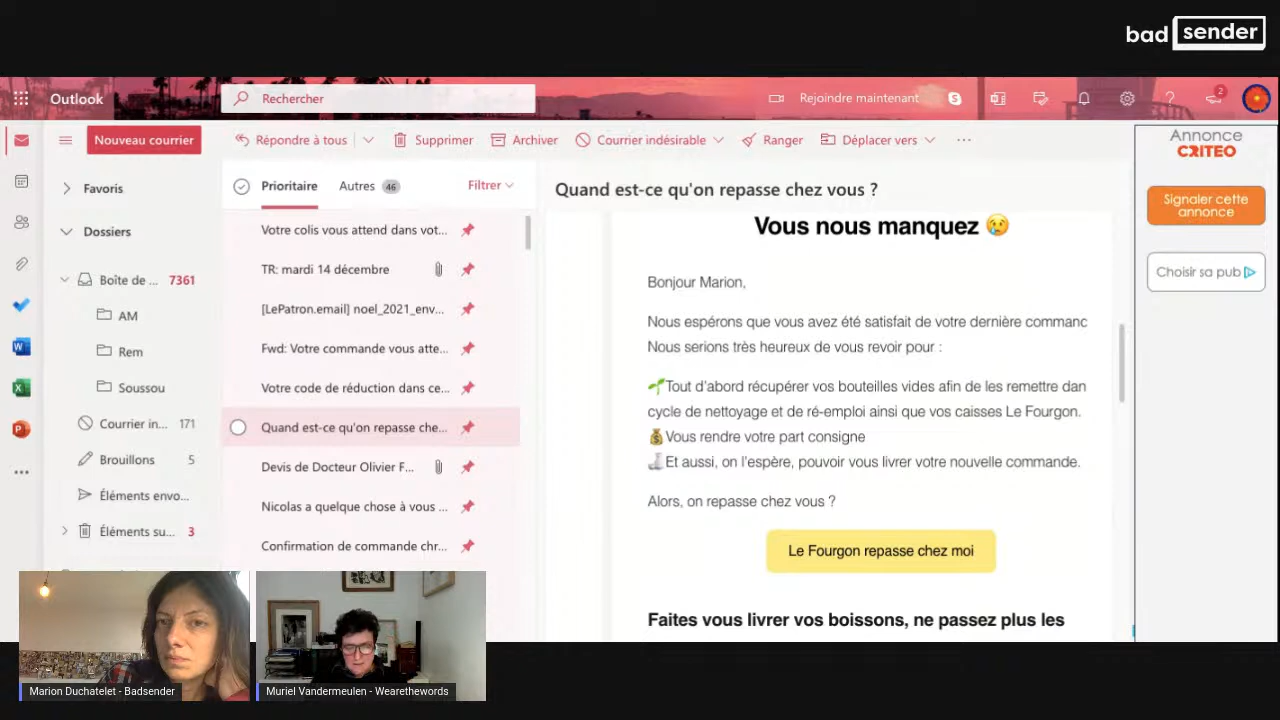 bad sender
Outlook
Rechercher
Rejoindre maintenant
2
Nouveau courrier
Répondre à tous
Supprimer
Archiver
Courrier indésirable
Ranger
Déplacer vers
Annonce
CRITEO
Signaler cette
annonce
Choisir sa pub
Favoris
Dossiers
Boîte de ... 7361
AM
Rem
Soussou
Courrier in... 171
Brouillons 5
Éléments envo...
Éléments su... 3
Prioritaire
Autres 46
Filtrer
Votre colis vous attend dans vot...
TR: mardi 14 décembre
[LePatron.email] noel_2021_env...
Fwd: Votre commande vous atte...
Votre code de réduction dans ce...
Quand est-ce qu'on repasse che...
Devis de Docteur Olivier F...
Nicolas a quelque chose à vous ...
Confirmation de commande chr...
Quand est-ce qu'on repasse chez vous ?
Vous nous manquez 😢
Bonjour Marion,
Nous espérons que vous avez été satisfait de votre dernière commanc
Nous serions très heureux de vous revoir pour :
🌱Tout d'abord récupérer vos bouteilles vides afin de les remettre dan
cycle de nettoyage et de ré-emploi ainsi que vos caisses Le Fourgon.
💰Vous rendre votre part consigne
Et aussi, on l'espère, pouvoir vous livrer votre nouvelle commande.
Alors, on repasse chez vous ?
Le Fourgon repasse chez moi
Faites vous livrer vos boissons, ne passez plus les
Marion Duchatelet - Badsender
Muriel Vandermeulen - Wearethewords